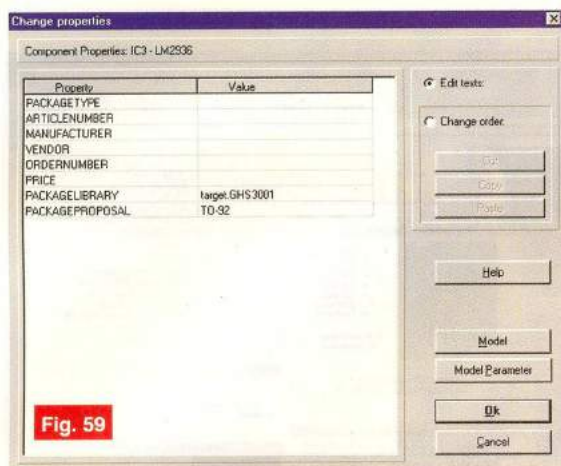 Change properties
Component Properties: IC3 - LM2936
Property Value
PACKAGETYPE
ARTICLENUMBER
MANUFACTURER
VENDOR
ORDERNUMBER
PRICE
PACKAGELIBRARY target.GHS3001
PACKAGEPROPOSAL TO-92
Edit texts:
Change order:
Cut
Copy
Paste
Help
Model
Model Parameter
Ok
Cancel
Fig. 59